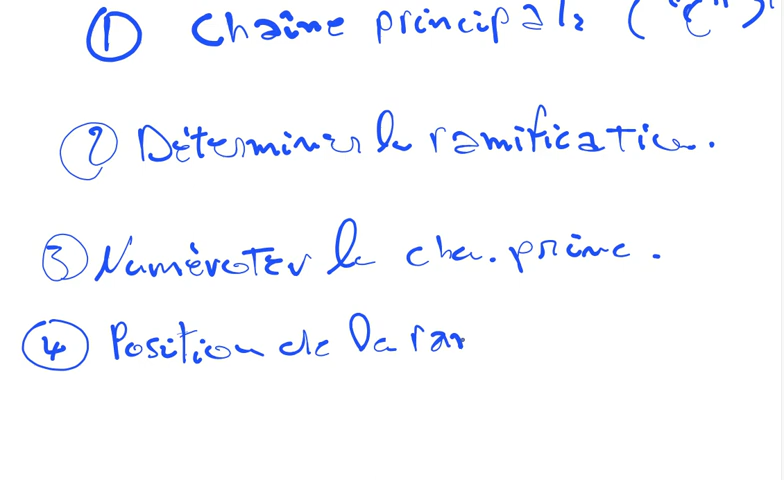 ① Chaîne principale ("C")
② Déterminer la ramification.
③ Numéroter la cha. princ.
④ Position de la ram